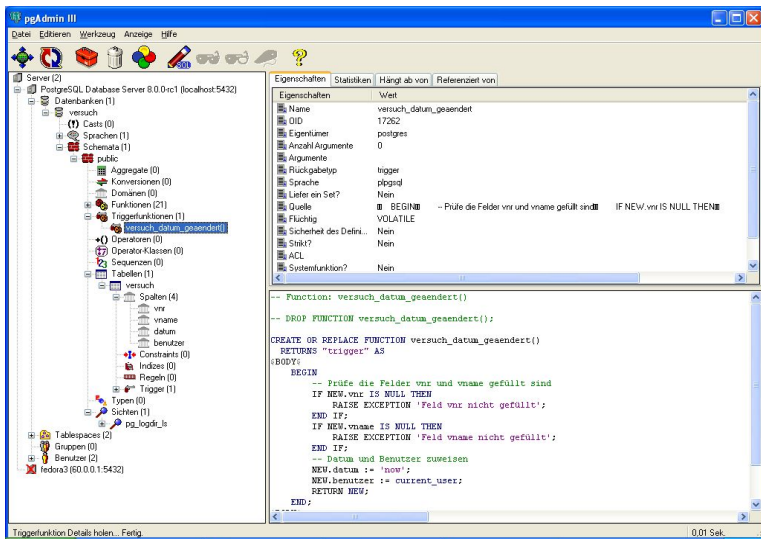 pgAdmin III
Datei Editieren Werkzeug Anzeige Hilfe
SQL
Server (2)
PostgreSQL Database Server 8.0.0-rc1 (localhost:5432)
Datenbanken (1)
versuch
Casts (0)
Sprachen (1)
Schemata (1)
public
Aggregate (0)
Konversionen (0)
Domänen (0)
Funktionen (21)
Triggerfunktionen (1)
versuch_datum_geaendert()
Operatoren (0)
Operator-Klassen (0)
Sequenzen (0)
Tabellen (1)
versuch
Spalten (4)
vnr
vname
datum
benutzer
Constraints (0)
Indizes (0)
Regeln (0)
Trigger (1)
Typen (0)
Sichten (1)
pg_logdir_ls
Tablespaces (2)
Gruppen (0)
Benutzer (2)
fedora3 (60.0.0.1:5432)
Eigenschaften Statistiken Hängt ab von Referenziert von
Eigenschaften Wert
Name versuch_datum_geaendert
OID 17262
Eigentümer postgres
Anzahl Argumente 0
Argumente
Rückgabetyp trigger
Sprache plpgsql
Liefer ein Set? Nein
Quelle BEGIN -- Prüfe die Felder vnr und vname gefüllt sind IF NEW.vnr IS NULL THEN
Flüchtig VOLATILE
Sicherheit des Defini... Nein
Strikt? Nein
ACL
Systemfunktion? Nein
-- Function: versuch_datum_geaendert()
-- DROP FUNCTION versuch_datum_geaendert();
CREATE OR REPLACE FUNCTION versuch_datum_geaendert()
RETURNS "trigger" AS
$BODY$
BEGIN
-- Prüfe die Felder vnr und vname gefüllt sind
IF NEW.vnr IS NULL THEN
RAISE EXCEPTION 'Feld vnr nicht gefüllt';
END IF;
IF NEW.vname IS NULL THEN
RAISE EXCEPTION 'Feld vname nicht gefüllt';
END IF;
-- Datum und Benutzer zuweisen
NEW.datum := 'now';
NEW.benutzer := current_user;
RETURN NEW;
END;
Triggerfunktion Details holen... Fertig. 0,01 Sek.